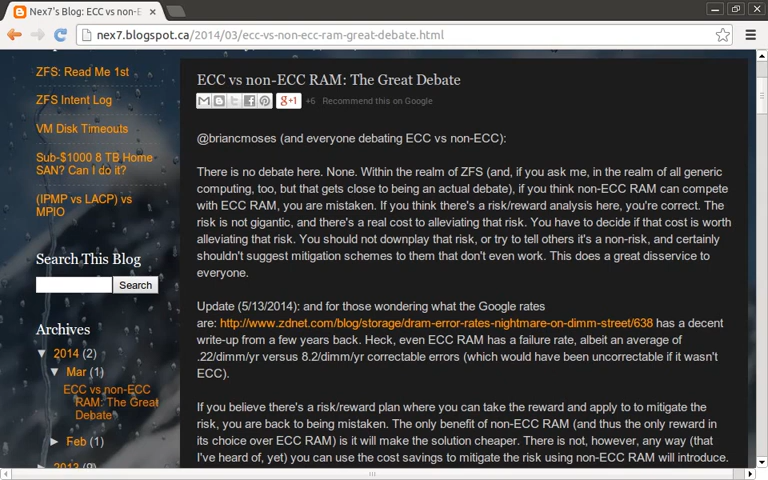 Nex7's Blog: ECC vs non-E
nex7.blogspot.ca/2014/03/ecc-vs-non-ecc-ram-great-debate.html
ZFS: Read Me 1st
ZFS Intent Log
VM Disk Timeouts
Sub-$1000 8 TB Home
SAN? Can I do it?
(IPMP vs LACP) vs
MPIO
Search This Blog
Search
Archives
▼ 2014 (2)
▼ Mar (1)
ECC vs non-ECC
RAM: The Great
Debate
► Feb (1)
ECC vs non-ECC RAM: The Great Debate
g+1 +6 Recommend this on Google
@briancmoses (and everyone debating ECC vs non-ECC):
There is no debate here. None. Within the realm of ZFS (and, if you ask me, in the realm of all generic
computing, too, but that gets close to being an actual debate), if you think non-ECC RAM can compete
with ECC RAM, you are mistaken. If you think there's a risk/reward analysis here, you're correct. The
risk is not gigantic, and there's a real cost to alleviating that risk. You have to decide if that cost is worth
alleviating that risk. You should not downplay that risk, or try to tell others it's a non-risk, and certainly
shouldn't suggest mitigation schemes to them that don't even work. This does a great disservice to
everyone.
Update (5/13/2014): and for those wondering what the Google rates
are: http://www.zdnet.com/blog/storage/dram-error-rates-nightmare-on-dimm-street/638 has a decent
write-up from a few years back. Heck, even ECC RAM has a failure rate, albeit an average of
.22/dimm/yr versus 8.2/dimm/yr correctable errors (which would have been uncorrectable if it wasn't
ECC).
If you believe there's a risk/reward plan where you can take the reward and apply to to mitigate the
risk, you are back to being mistaken. The only benefit of non-ECC RAM (and thus the only reward in
its choice over ECC RAM) is it will make the solution cheaper. There is not, however, any way (that
I've heard of, yet) you can use the cost savings to mitigate the risk using non-ECC RAM will introduce.